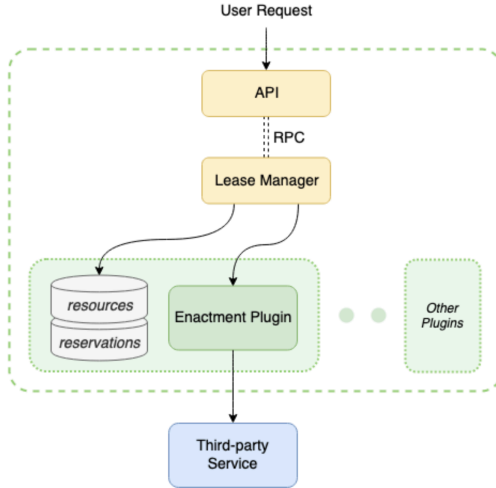 User Request
API
RPC
Lease Manager
resources
reservations
Enactment Plugin
Other
Plugins
Third-party
Service